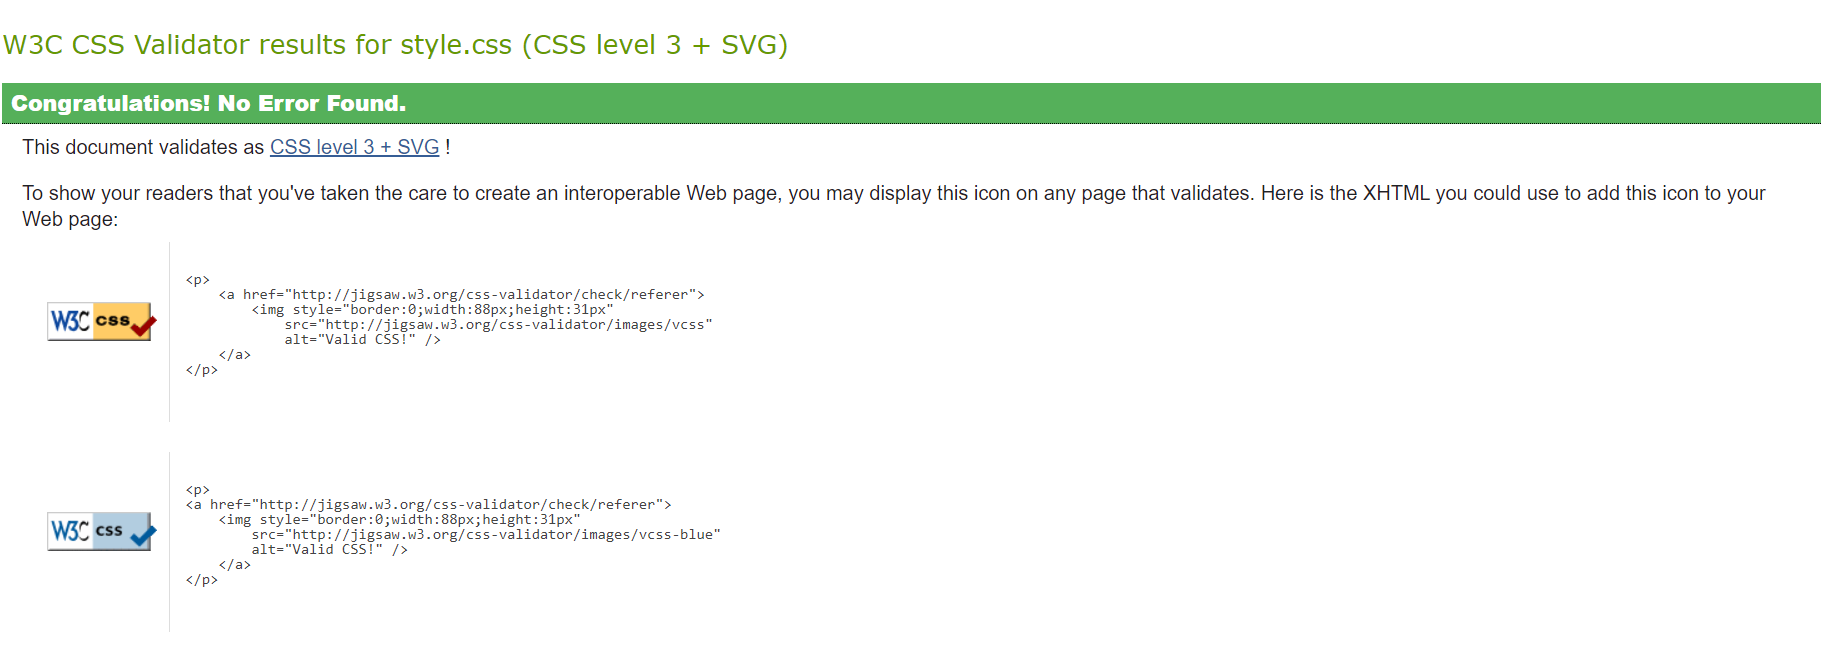 W3C CSS Validator results for style.css (CSS level 3 + SVG)
Congratulations! No Error Found.
This document validates as CSS level 3 + SVG !
To show your readers that you've taken the care to create an interoperable Web page, you may display this icon on any page that validates. Here is the XHTML you could use to add this icon to your
Web page:
W3C css
<p>
    <a href="http://jigsaw.w3.org/css-validator/check/referer">
        <img style="border:0;width:88px;height:31px"
            src="http://jigsaw.w3.org/css-validator/images/vcss"
            alt="Valid CSS!" />
    </a>
</p>
W3C css
<p>
<a href="http://jigsaw.w3.org/css-validator/check/referer">
    <img style="border:0;width:88px;height:31px"
        src="http://jigsaw.w3.org/css-validator/images/vcss-blue"
        alt="Valid CSS!" />
    </a>
</p>